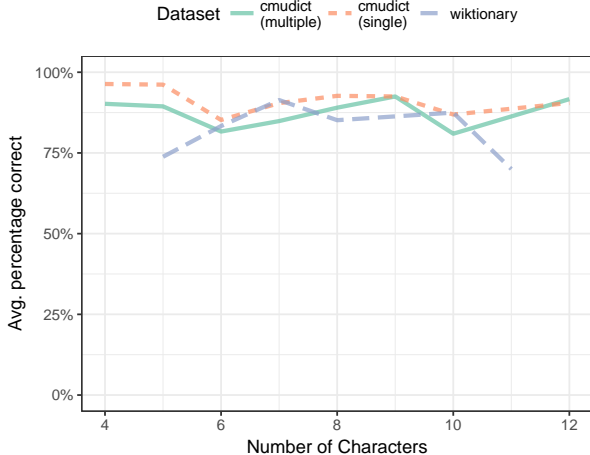 Dataset
cmudict
(multiple)
cmudict
(single)
wiktionary
100%
75%
50%
25%
0%
Avg. percentage correct
4
6
8
10
12
Number of Characters